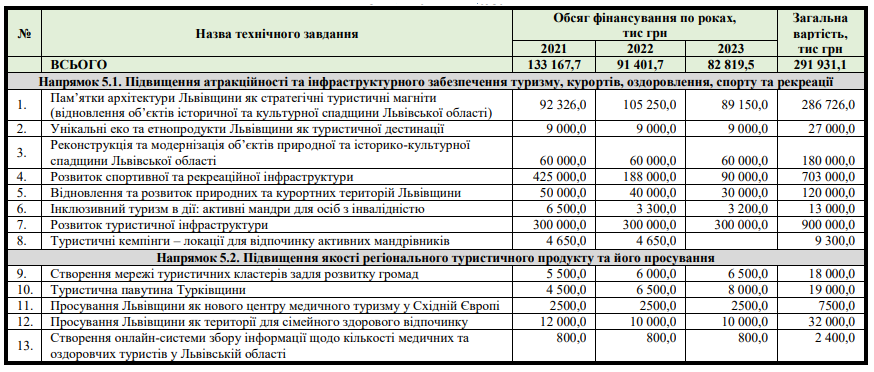 № Назва технічного завдання Обсяг фінансування по роках, тис грн Загальна вартість, тис грн
2021 2022 2023
ВСЬОГО 133 167,7 91 401,7 82 819,5 291 931,1
Напрямок 5.1. Підвищення атракційності та інфраструктурного забезпечення туризму, курортів, оздоровлення, спорту та рекреації
1. Пам’ятки архітектури Львівщини як стратегічні туристичні магніти
(відновлення об’єктів історичної та культурної спадщини Львівської області) 92 326,0 105 250,0 89 150,0 286 726,0
2. Унікальні еко та етнопродукти Львівщини як туристичної дестинації 9 000,0 9 000,0 9 000,0 27 000,0
3. Реконструкція та модернізація об’єктів природної та історико-культурної
спадщини Львівської області 60 000,0 60 000,0 60 000,0 180 000,0
4. Розвиток спортивної та рекреаційної інфраструктури 425 000,0 188 000,0 90 000,0 703 000,0
5. Відновлення та розвиток природних та курортних територій Львівщини 50 000,0 40 000,0 30 000,0 120 000,0
6. Інклюзивний туризм в дії: активні мандри для осіб з інвалідністю 6 500,0 3 300,0 3 200,0 13 000,0
7. Розвиток туристичної інфраструктури 300 000,0 300 000,0 300 000,0 900 000,0
8. Туристичні кемпінги – локації для відпочинку активних мандрівників 4 650,0 4 650,0 9 300,0
Напрямок 5.2. Підвищення якості регіонального туристичного продукту та його просування
9. Створення мережі туристичних кластерів задля розвитку громад 5 500,0 6 000,0 6 500,0 18 000,0
10. Туристична павутина Турківщини 4 500,0 6 500,0 8 000,0 19 000,0
11. Просування Львівщини як нового центру медичного туризму у Східній Європі 2500,0 2500,0 2500,0 7500,0
12. Просування Львівщини як території для сімейного здорового відпочинку 12 000,0 10 000,0 10 000,0 32 000,0
13. Створення онлайн-системи збору інформації щодо кількості медичних та
оздоровчих туристів у Львівській області 800,0 800,0 800,0 2 400,0